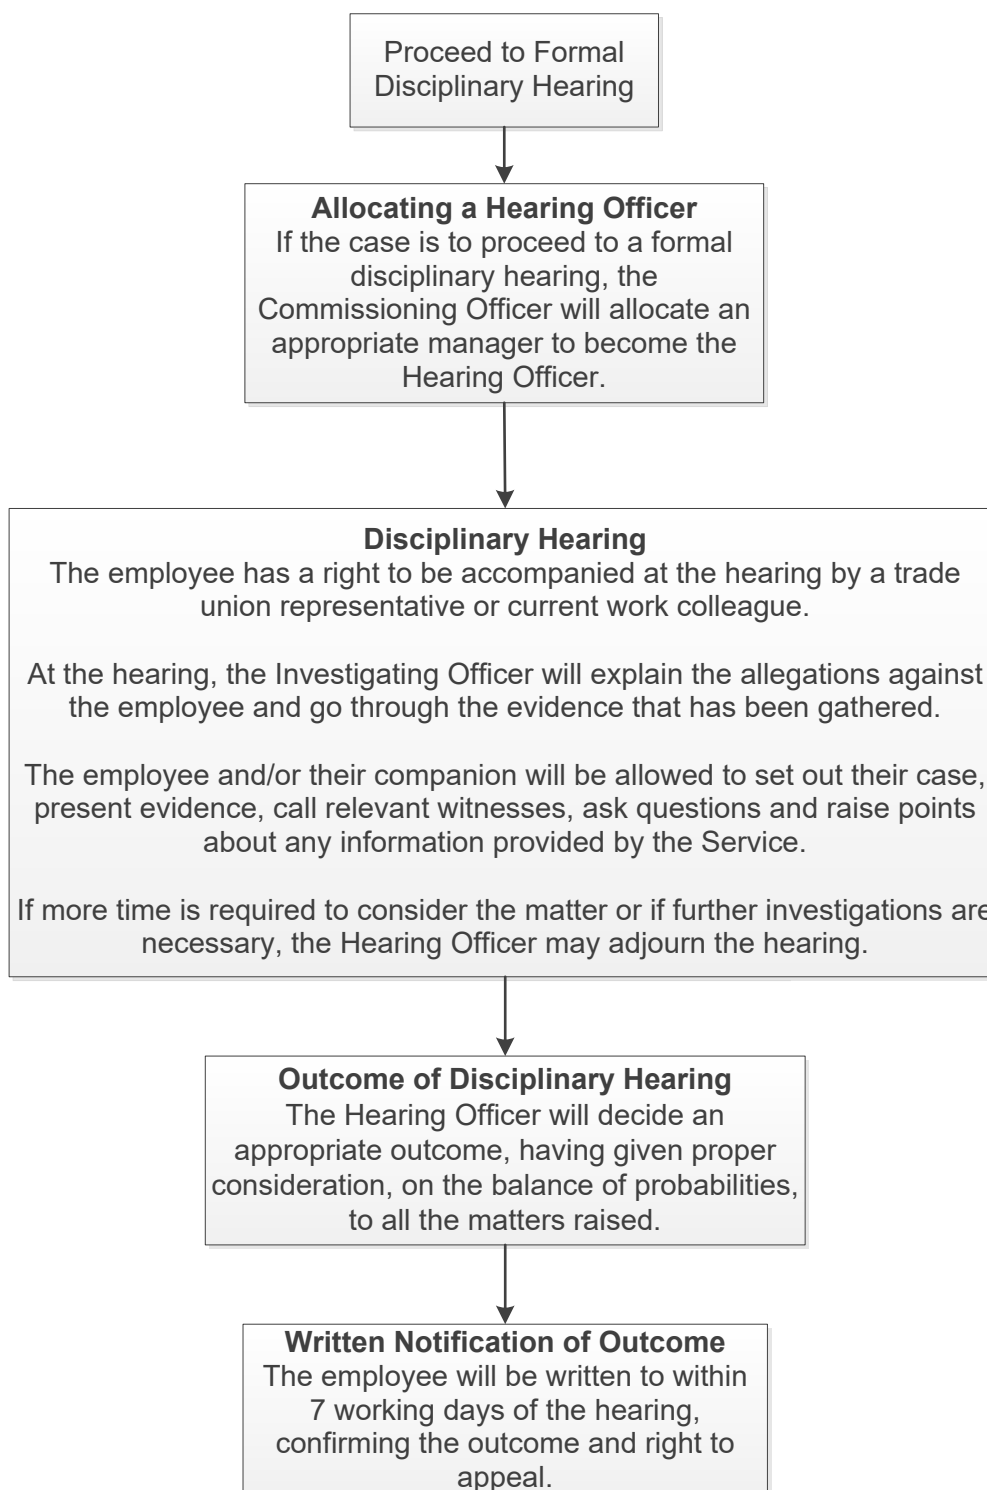 Proceed to Formal
Disciplinary Hearing
Allocating a Hearing Officer
If the case is to proceed to a formal
disciplinary hearing, the
Commissioning Officer will allocate an
appropriate manager to become the
Hearing Officer.
Disciplinary Hearing
The employee has a right to be accompanied at the hearing by a trade
union representative or current work colleague.
At the hearing, the Investigating Officer will explain the allegations against
the employee and go through the evidence that has been gathered.
The employee and/or their companion will be allowed to set out their case,
present evidence, call relevant witnesses, ask questions and raise points
about any information provided by the Service.
If more time is required to consider the matter or if further investigations are
necessary, the Hearing Officer may adjourn the hearing.
Outcome of Disciplinary Hearing
The Hearing Officer will decide an
appropriate outcome, having given proper
consideration, on the balance of probabilities,
to all the matters raised.
Written Notification of Outcome
The employee will be written to within
7 working days of the hearing,
confirming the outcome and right to
appeal.